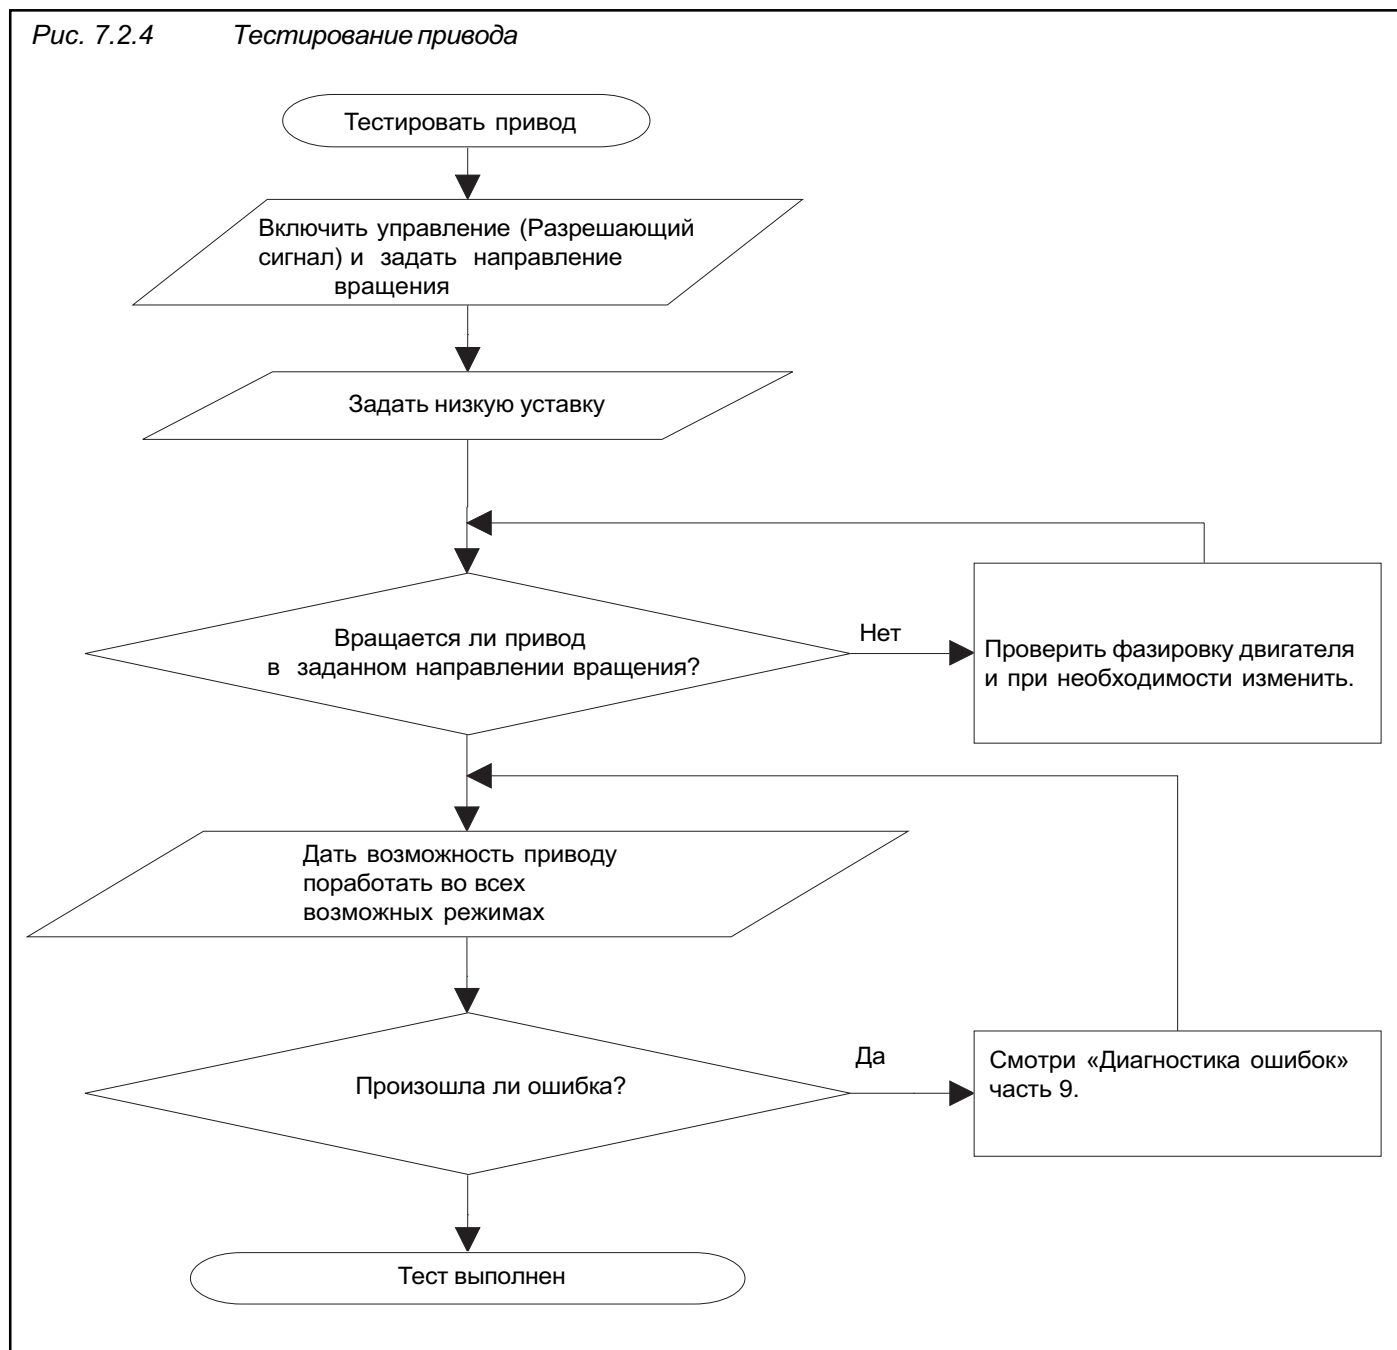 Рис. 7.2.4 Тестирование привода
Тестировать привод
Включить управление (Разрешающий
сигнал) и задать направление
вращения
Задать низкую уставку
Вращается ли привод
в заданном направлении вращения?
Нет
Проверить фазировку двигателя
и при необходимости изменить.
Дать возможность приводу
поработать во всех
возможных режимах
Произошла ли ошибка?
Да
Смотри «Диагностика ошибок»
часть 9.
Тест выполнен